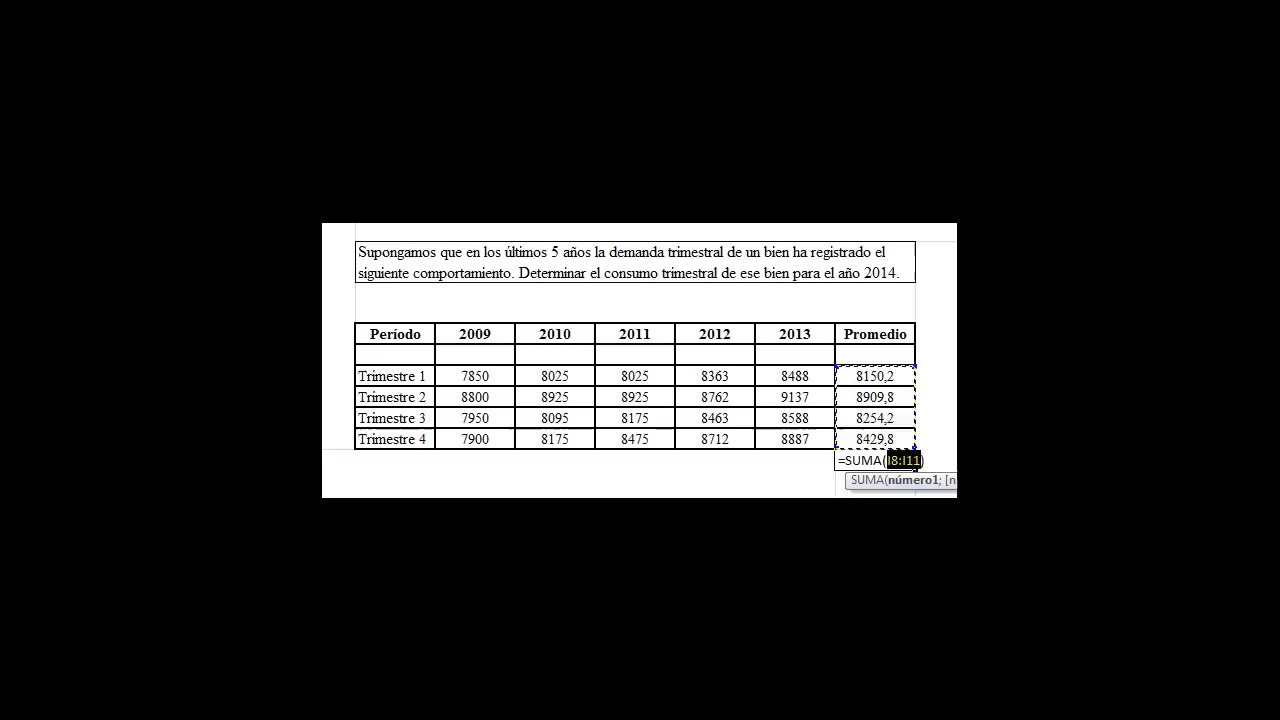 Supongamos que en los últimos 5 años la demanda trimestral de un bien ha registrado el
siguiente comportamiento. Determinar el consumo trimestral de ese bien para el año 2014.
Período 2009 2010 2011 2012 2013 Promedio
Trimestre 1 7850 8025 8025 8363 8488 8150,2
Trimestre 2 8800 8925 8925 8762 9137 8909,8
Trimestre 3 7950 8095 8175 8463 8588 8254,2
Trimestre 4 7900 8175 8475 8712 8887 8429,8
=SUMA(I8:I11)
SUMA(número1; [n